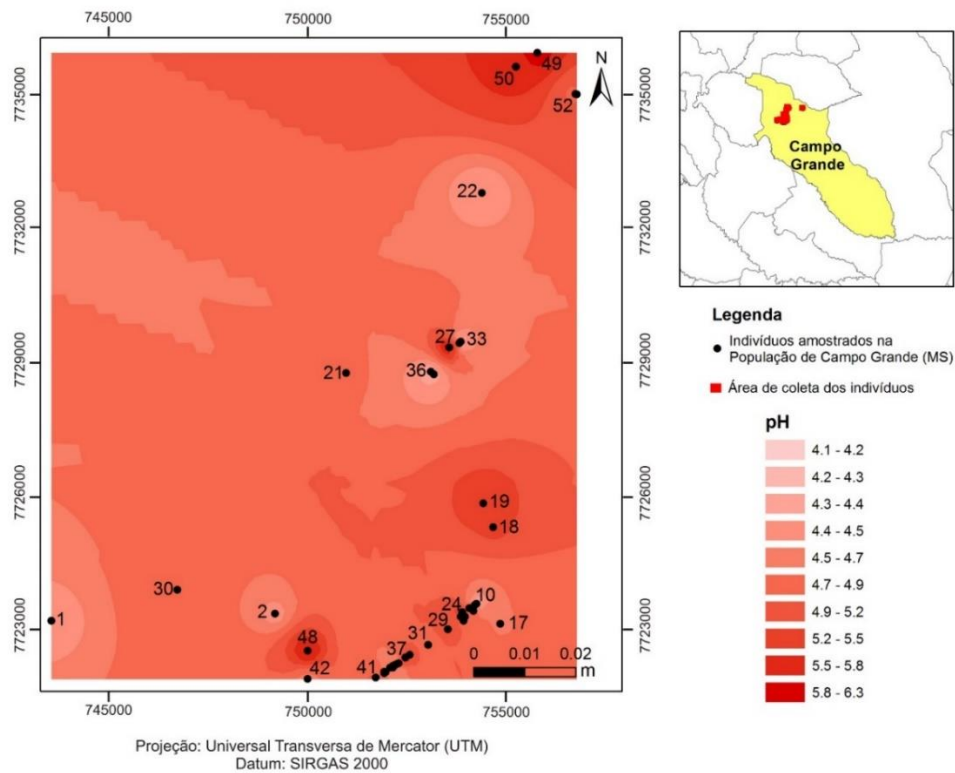 745000 750000 755000
7735000 7735000
7732000 7732000
7729000 7729000
7726000 7726000
7723000 7723000
745000 750000 755000
N
49
50
52
22
27 33
36
21
19
18
30
10
24
2
1
17
29
31
48
37
42
41
0 0.01 0.02
m
Projeção: Universal Transversa de Mercator (UTM)
Datum: SIRGAS 2000
Campo
Grande
Legenda
Indivíduos amostrados na
População de Campo Grande (MS)
Área de coleta dos indivíduos
pH
4.1 - 4.2
4.2 - 4.3
4.3 - 4.4
4.4 - 4.5
4.5 - 4.7
4.7 - 4.9
4.9 - 5.2
5.2 - 5.5
5.5 - 5.8
5.8 - 6.3